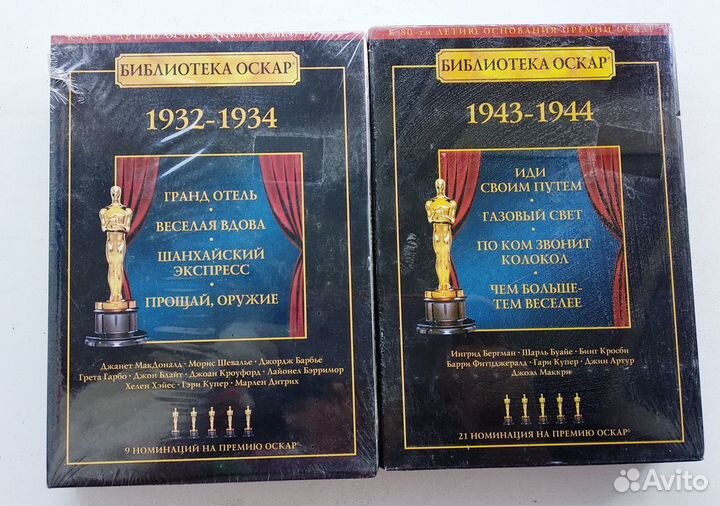 БИБЛИОТЕКА ОСКАР®
1932-1934
ГРАНД ОТЕЛЬ
•
ВЕСЕЛАЯ ВДОВА
•
ШАНХАЙСКИЙ
ЭКСПРЕСС
•
ПРОЩАЙ, ОРУЖИЕ
Джанет МакДоналд • Морис Шевалье • Джордж Барбье
Грета Гарбо • Джон Блайт • Джоан Кроуфорд • Лайонел Бэрримор
Хелен Хэйес • Гэри Купер • Марлен Дитрих
9 НОМИНАЦИЙ НА ПРЕМИЮ ОСКАР®
К 80-ти ЛЕТИЮ ОСНОВАНИЯ ПРЕМИИ ОСКАР
БИБЛИОТЕКА ОСКАР®
1943-1944
ИДИ
СВОИМ ПУТЕМ
•
ГАЗОВЫЙ СВЕТ
•
ПО КОМ ЗВОНИТ
КОЛОКОЛ
•
ЧЕМ БОЛЬШЕ-
ТЕМ ВЕСЕЛЕЕ
Ингрид Бергман • Шарль Буайе • Бинг Кросби
Барри Фитцджералд • Гари Купер • Джин Артур
Джоэл Маккри
21 НОМИНАЦИЯ НА ПРЕМИЮ ОСКАР®
Avito